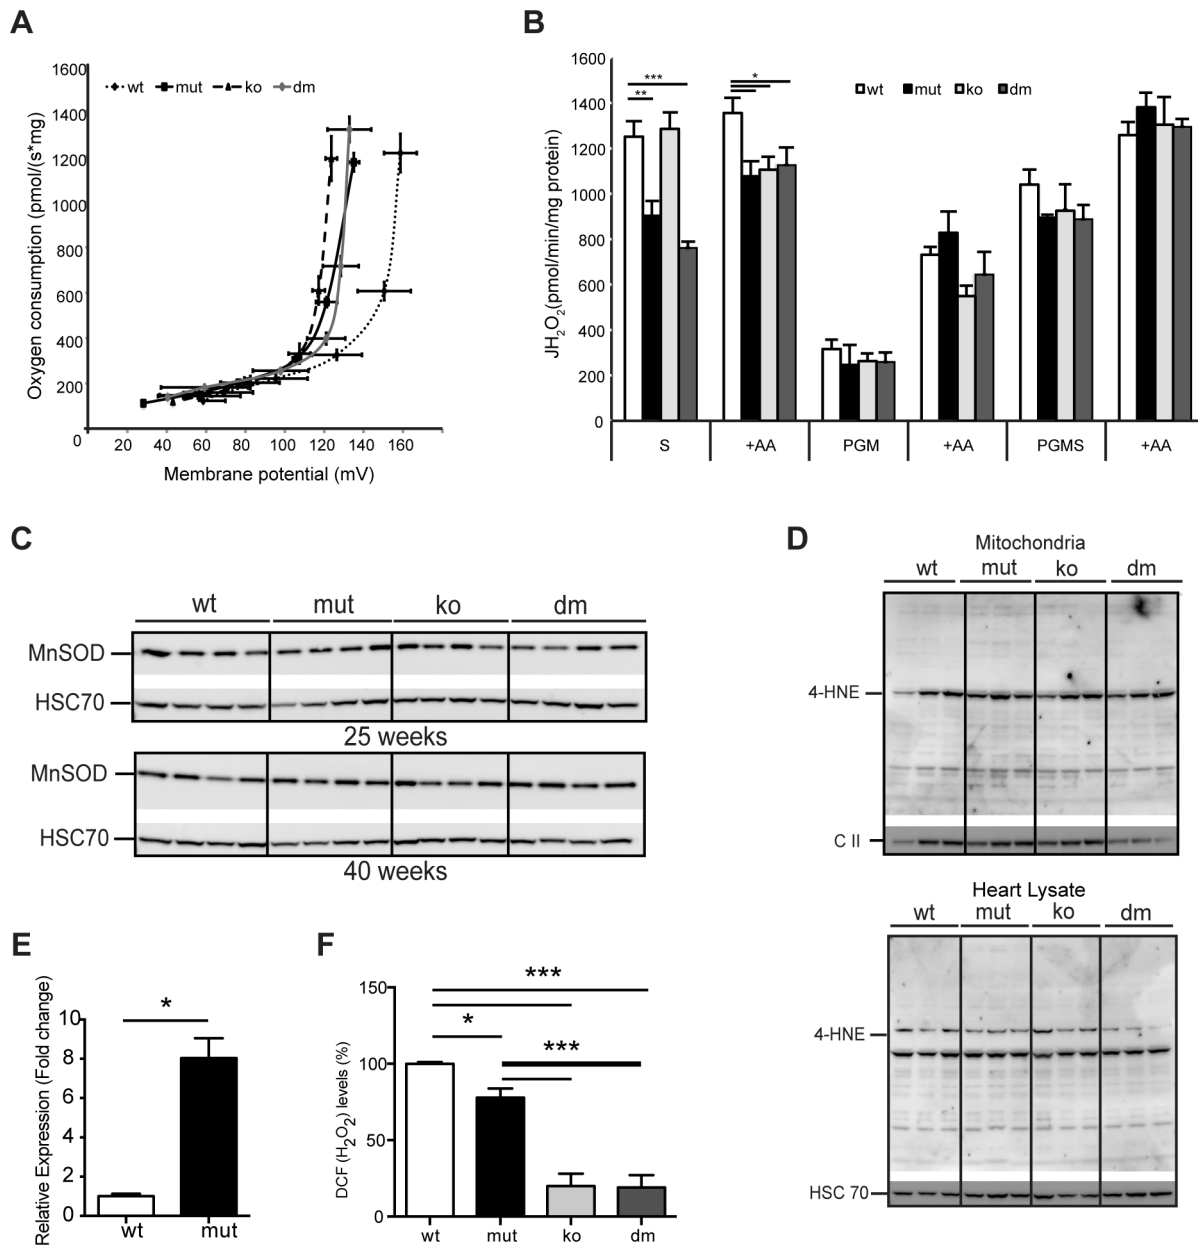 A
1600
1400
1200
1000
800
600
400
200
0
20 40 60 80 100 120 140 160
Oxygen consumption (pmol/(s*mg)
Membrane potential (mV)
wt mut ko dm
B
1600
1400
1200
1000
800
600
400
200
0
JH2O2(pmol/min/mg protein)
***
**
*
wt mut ko dm
S +AA PGM +AA PGMS +AA
C
wt mut ko dm
MnSOD
HSC70
25 weeks
MnSOD
HSC70
40 weeks
D
Mitochondria
wt mut ko dm
4-HNE
C II
Heart Lysate
wt mut ko dm
4-HNE
HSC 70
E
Relative Expression (Fold change)
10
8
6
4
2
0
*
wt mut
F
DCF (H2O2) levels (%)
150
100
50
0
***
*
***
wt mut ko dm